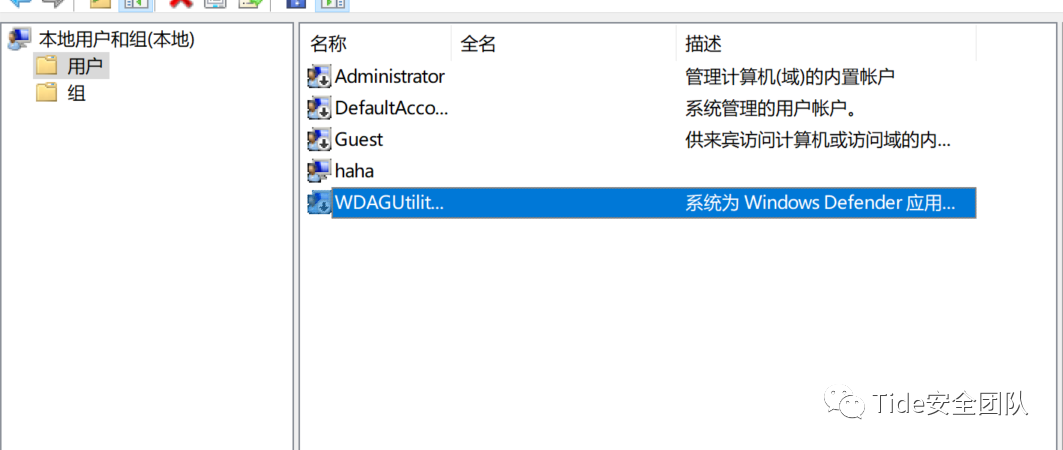 本地用户和组(本地)
用户
组
名称 全名 描述
Administrator 管理计算机(域)的内置帐户
DefaultAcco... 系统管理的用户帐户。
Guest 供来宾访问计算机或访问域的内...
haha
WDAGUtilit... 系统为 Windows Defender 应用...
Tide安全团队